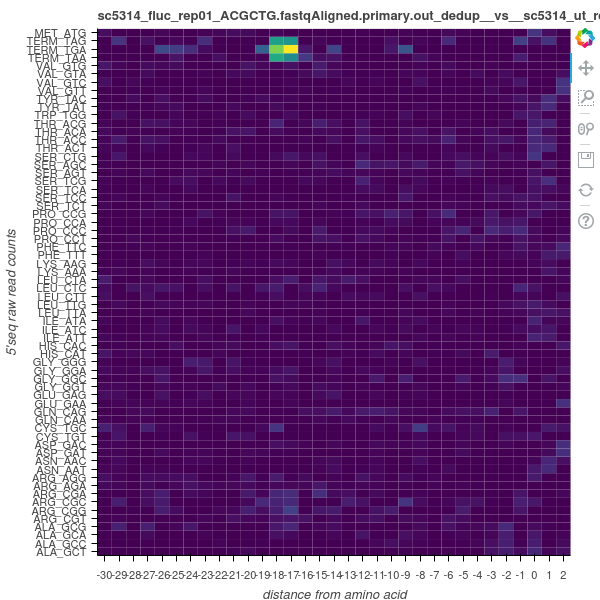 sc5314_fluc_rep01_ACGCTG.fastqAligned.primary.out_dedup__vs__sc5314_ut_re
5'seq raw read counts
MET_ATG
TERM_TAG
TERM_TGA
TERM_TAA
VAL_GTG
VAL_GTA
VAL_GTC
VAL_GTT
TYR_TAC
TYR_TAT
TRP_TGG
THR_ACG
THR_ACA
THR_ACC
THR_ACT
SER_CTG
SER_AGC
SER_AGT
SER_TCG
SER_TCA
SER_TCC
SER_TCT
PRO_CCG
PRO_CCA
PRO_CCC
PRO_CCT
PHE_TTC
PHE_TTT
LYS_AAG
LYS_AAA
LEU_CTA
LEU_CTC
LEU_CTT
LEU_TTG
LEU_TTA
ILE_ATA
ILE_ATC
ILE_ATT
HIS_CAC
HIS_CAT
GLY_GGG
GLY_GGA
GLY_GGC
GLY_GGT
GLU_GAG
GLU_GAA
GLN_CAG
GLN_CAA
CYS_TGC
CYS_TGT
ASP_GAC
ASP_GAT
ASN_AAC
ASN_AAT
ARG_AGG
ARG_AGA
ARG_CGA
ARG_CGC
ARG_CGG
ARG_CGT
ALA_GCG
ALA_GCA
ALA_GCC
ALA_GCT
-30 -29 -28 -27 -26 -25 -24 -23 -22 -21 -20 -19 -18 -17 -16 -15 -14 -13 -12 -11 -10 -9 -8 -7 -6 -5 -4 -3 -2 -1 0 1 2
distance from amino acid